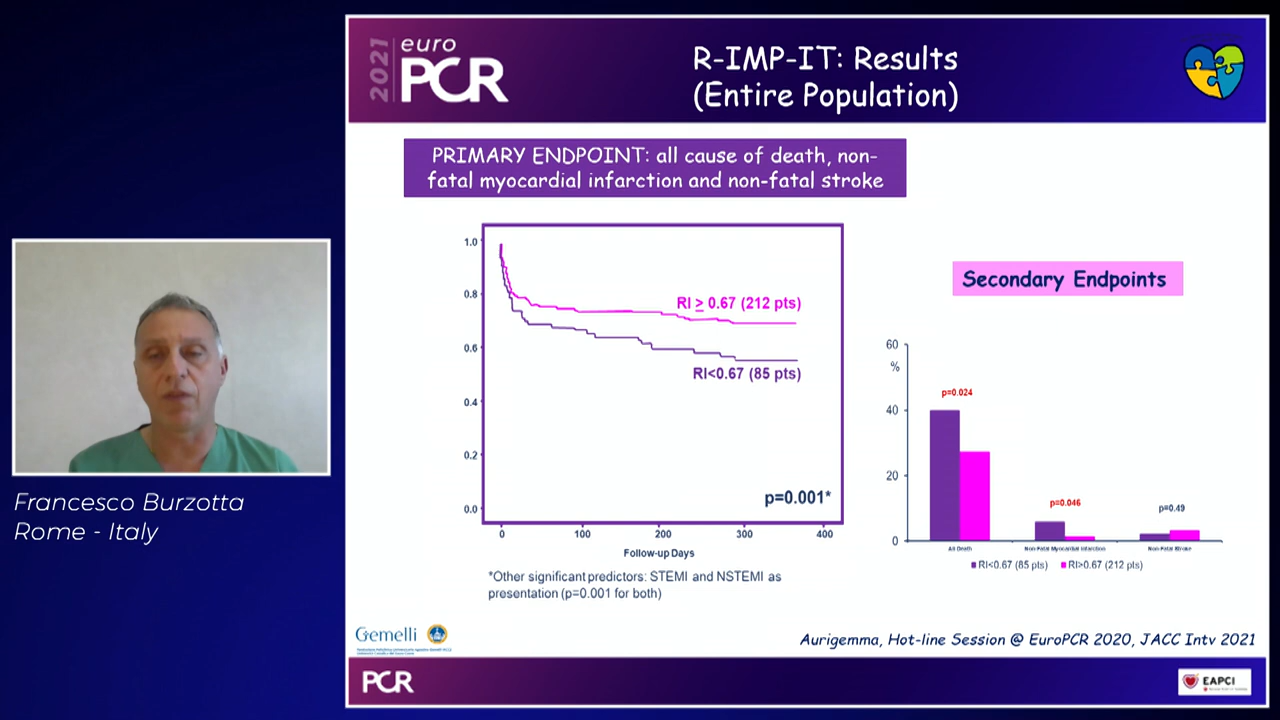 2021
euro
PCR
R-IMP-IT: Results
(Entire Population)
PRIMARY ENDPOINT: all cause of death, non-
fatal myocardial infarction and non-fatal stroke
1.0
0.8
0.6
0.4
0.2
0.0
RI ≥ 0.67 (212 pts)
RI<0.67 (85 pts)
p=0.001*
0 100 200 300 400
Follow-up Days
*Other significant predictors: STEMI and NSTEMI as
presentation (p=0.001 for both)
Secondary Endpoints
60
%
40
20
0
p=0.024
p=0.046
p=0.49
All Death Non-Fatal Myocardial Infarction Non-Fatal Stroke
RI<0.67 (85 pts) RI>0.67 (212 pts)
Francesco Burzotta
Rome - Italy
Gemelli
Aurigemma, Hot-line Session @ EuroPCR 2020, JACC Intv 2021
PCR
EAPCI